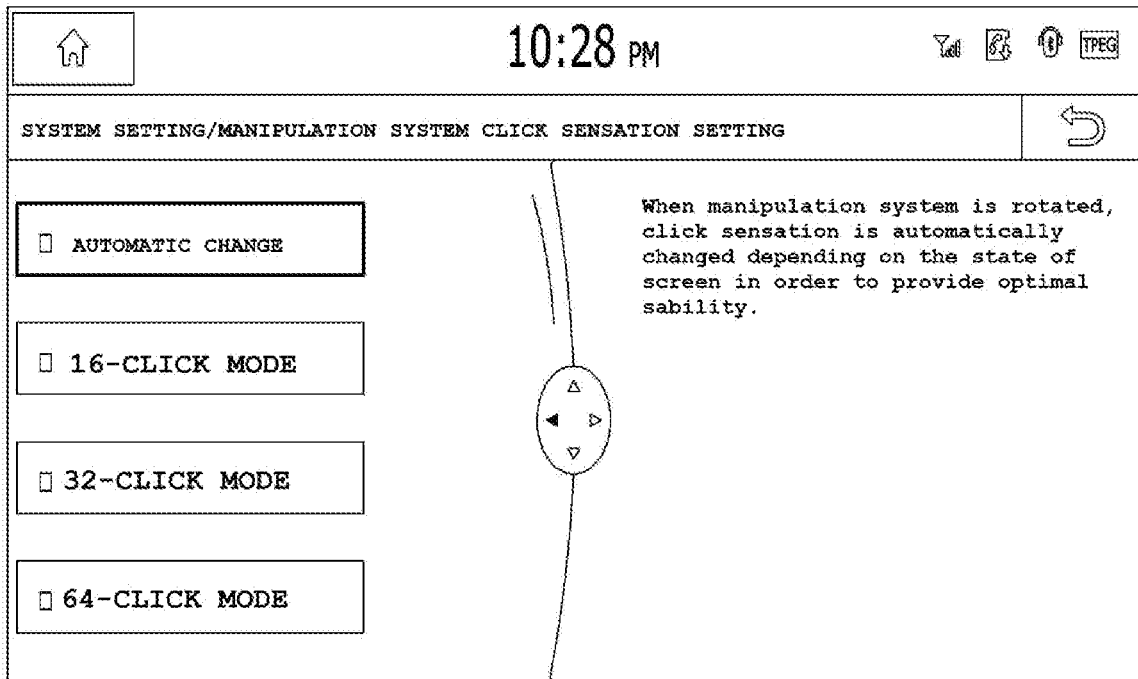 10:28 PM
TPEG
SYSTEM SETTING/MANIPULATION SYSTEM CLICK SENSATION SETTING
AUTOMATIC CHANGE
16-CLICK MODE
32-CLICK MODE
64-CLICK MODE
When manipulation system is rotated,
click sensation is automatically
changed depending on the state of
screen in order to provide optimal
sability.